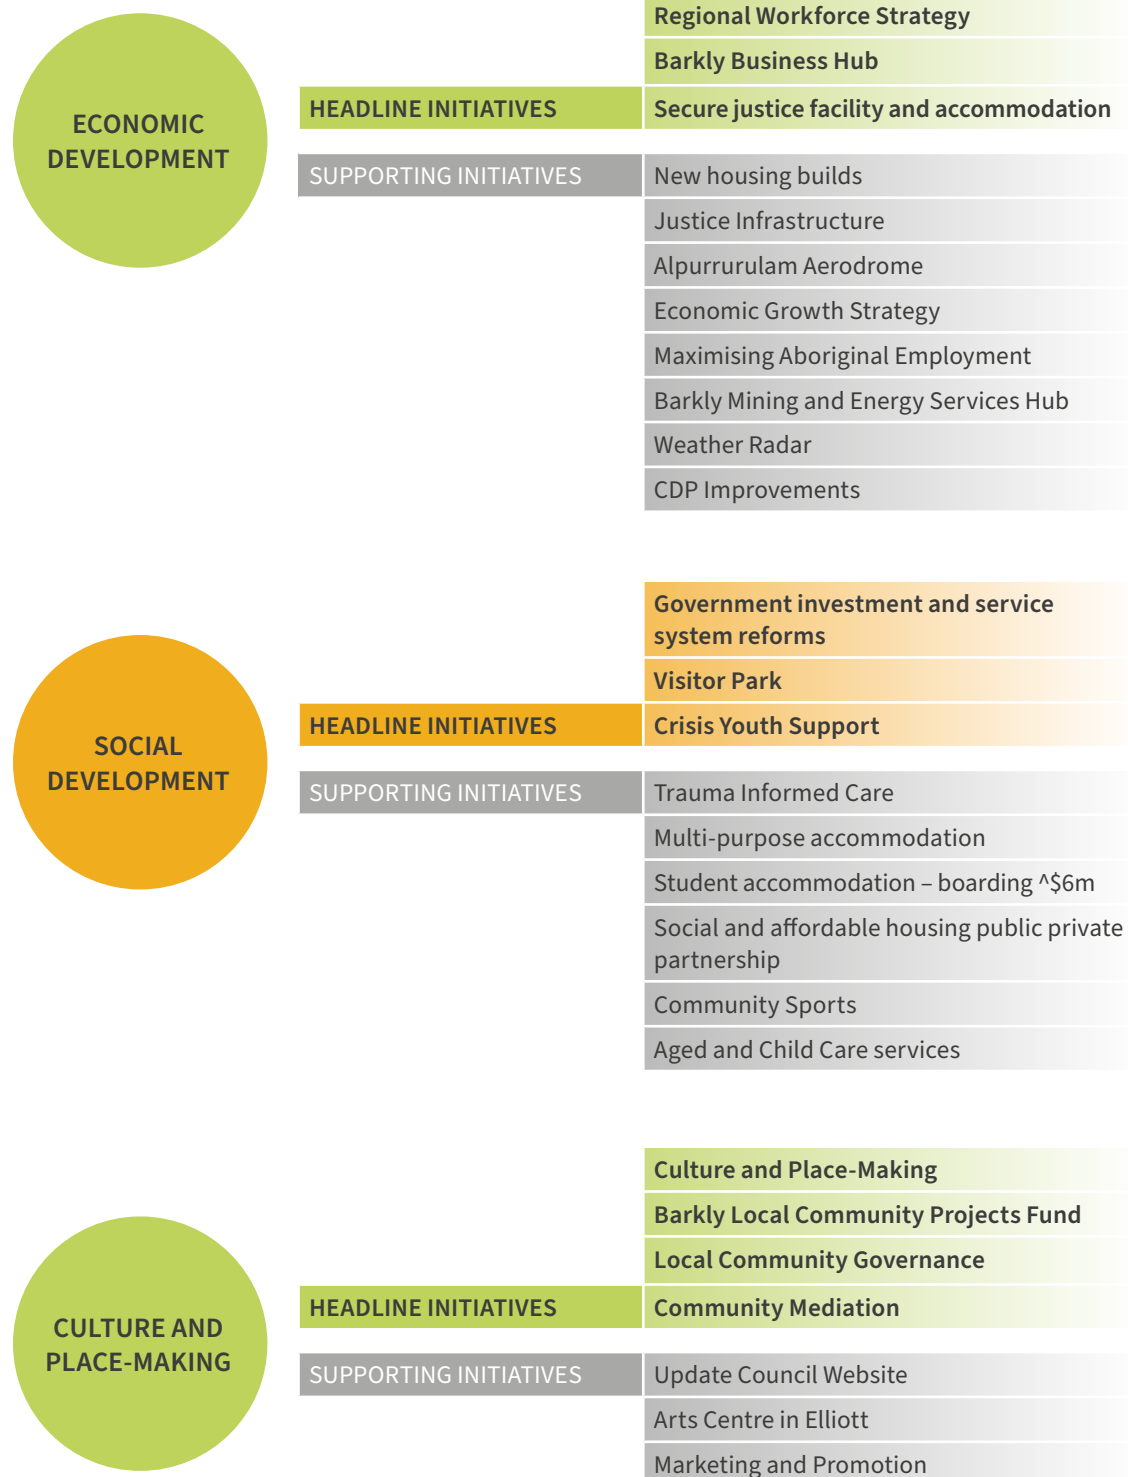 ECONOMIC
DEVELOPMENT
Regional Workforce Strategy
Barkly Business Hub
HEADLINE INITIATIVES
Secure justice facility and accommodation
SUPPORTING INITIATIVES
New housing builds
Justice Infrastructure
Alpurrurulam Aerodrome
Economic Growth Strategy
Maximising Aboriginal Employment
Barkly Mining and Energy Services Hub
Weather Radar
CDP Improvements
SOCIAL
DEVELOPMENT
Government investment and service
system reforms
Visitor Park
HEADLINE INITIATIVES
Crisis Youth Support
SUPPORTING INITIATIVES
Trauma Informed Care
Multi-purpose accommodation
Student accommodation – boarding ^$6m
Social and affordable housing public private
partnership
Community Sports
Aged and Child Care services
CULTURE AND
PLACE-MAKING
Culture and Place-Making
Barkly Local Community Projects Fund
Local Community Governance
HEADLINE INITIATIVES
Community Mediation
SUPPORTING INITIATIVES
Update Council Website
Arts Centre in Elliott
Marketing and Promotion